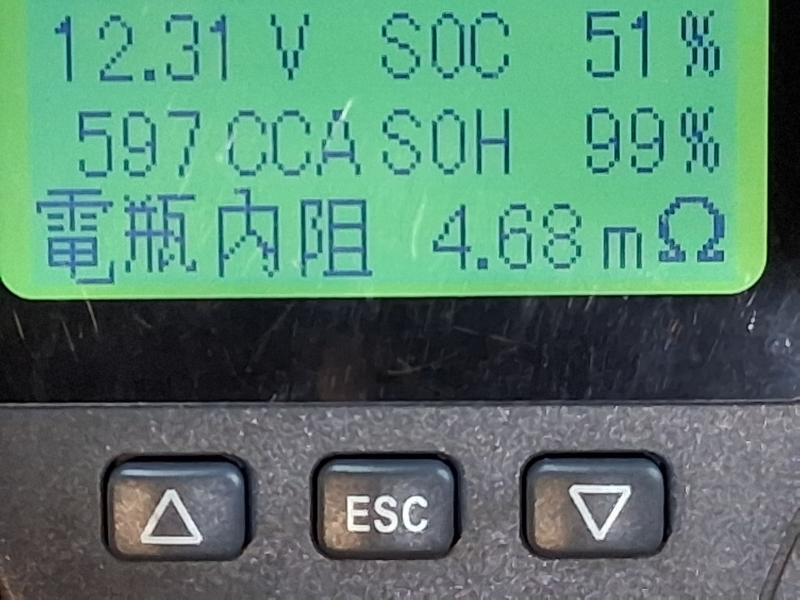 12.31 V SOC 51%
597 CCA SOH 99%
電瓶內阻 4.68 mΩ
△ ESC ▽